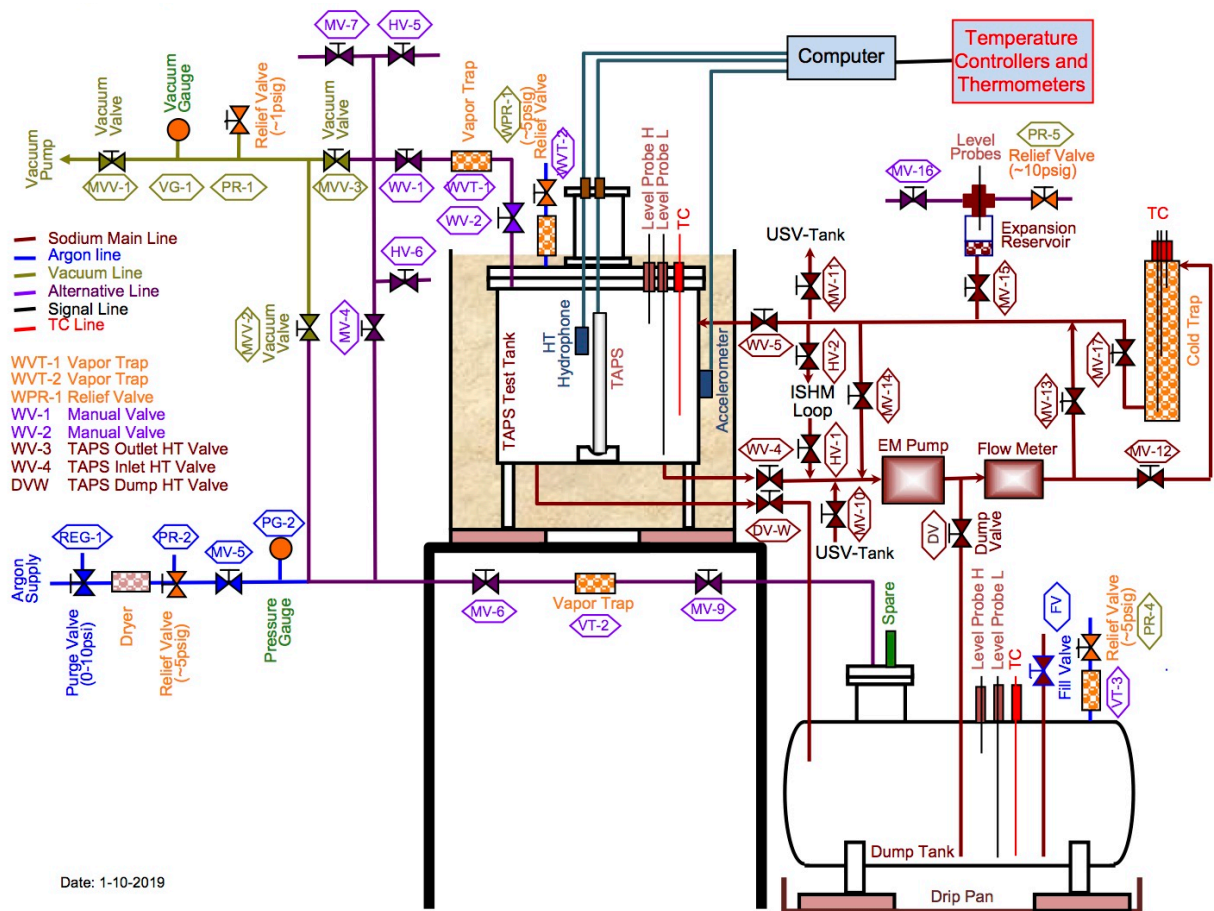 MV-7
HV-5
Computer
Temperature
Controllers and
Thermometers
Vacuum
Valve
Vacuum
Gauge
Relief Valve
(~1psig)
Vacuum
Valve
Vapor
Trap
WPR-1
(~5psig)
Relief Valve
WVT-2
Level Probe H
Level Probe L
TC
Level
Probes
PR-5
Relief Valve
(~10psig)
MV-16
Vacuum
Pump
MVV-1
VG-1
PR-1
MVV-3
WV-1
WVT-1
WV-2
Expansion
Reservoir
TC
Sodium Main Line
Argon line
Vacuum Line
Alternative Line
Signal Line
TC Line
HV-6
USV-Tank
MV-11
MV-15
MVV-2
Vacuum
Valve
MV-4
TAPS Test Tank
HT
Hydrophone
TAPS
Accelerometer
WV-5
HV-2
ISHM
Loop
MV-14
MV-13
MV-17
Cold Trap
WVT-1 Vapor Trap
WVT-2 Vapor Trap
WPR-1 Relief Valve
WV-1 Manual Valve
WV-2 Manual Valve
WV-3 TAPS Outlet HT Valve
WV-4 TAPS Inlet HT Valve
DVW TAPS Dump HT Valve
WV-4
HV-1
EM Pump
Flow Meter
MV-12
DV-W
MV-10
USV-Tank
DV
Dump
Valve
REG-1
PR-2
MV-5
PG-2
Argon
Supply
Purge Valve
(0-10psi)
Dryer
Relief Valve
(~5psig)
Pressure
Gauge
MV-6
Vapor Trap
VT-2
MV-9
Spare
Level Probe H
Level Probe L
TC
FV
Fill Valve
Relief Valve
(~5psig)
PR-4
VT-3
Dump Tank
Drip Pan
Date: 1-10-2019